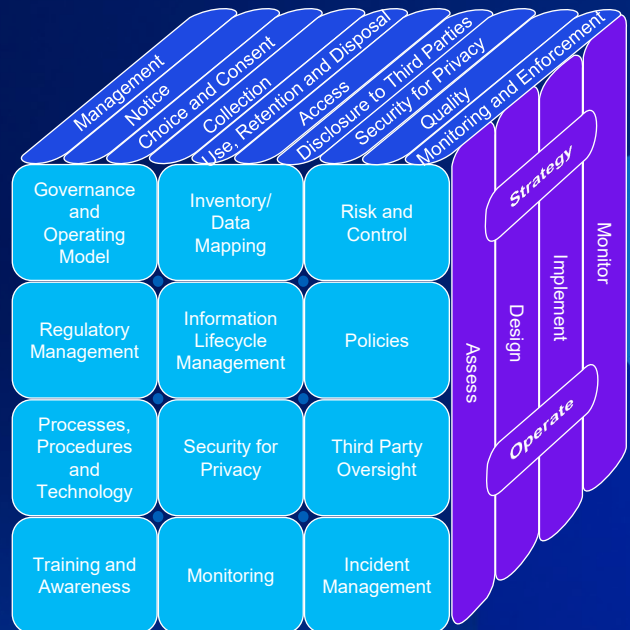 Management
Notice
Choice and Consent
Collection
Use, Retention and Disposal
Access
Disclosure to Third Parties
Security for Privacy
Quality
Monitoring and Enforcement
Governance
and
Operating
Model
Inventory/
Data
Mapping
Risk and
Control
Regulatory
Management
Information
Lifecycle
Management
Policies
Processes,
Procedures
and
Technology
Security for
Privacy
Third Party
Oversight
Training and
Awareness
Monitoring
Incident
Management
Assess
Design
Implement
Monitor
Strategy
Operate